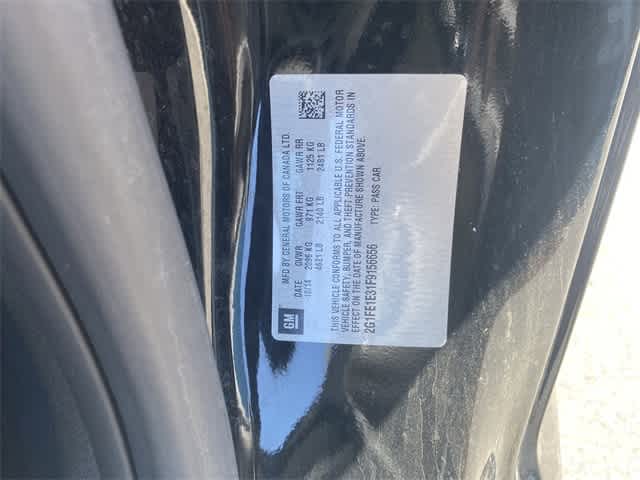 MFD BY GENERAL MOTORS OF CANADA LTD.
DATE GVWR GAWR FRT GAWR RR
10/14 2096 KG 971 KG 1125 KG
4621 LB 2140 LB 2481 LB
GM
THIS VEHICLE CONFORMS TO ALL APPLICABLE U.S. FEDERAL MOTOR
VEHICLE SAFETY, BUMPER, AND THEFT PREVENTION STANDARDS IN
EFFECT ON THE DATE OF MANUFACTURE SHOWN ABOVE.
2G1FE1E31F9156656 TYPE: PASS CAR